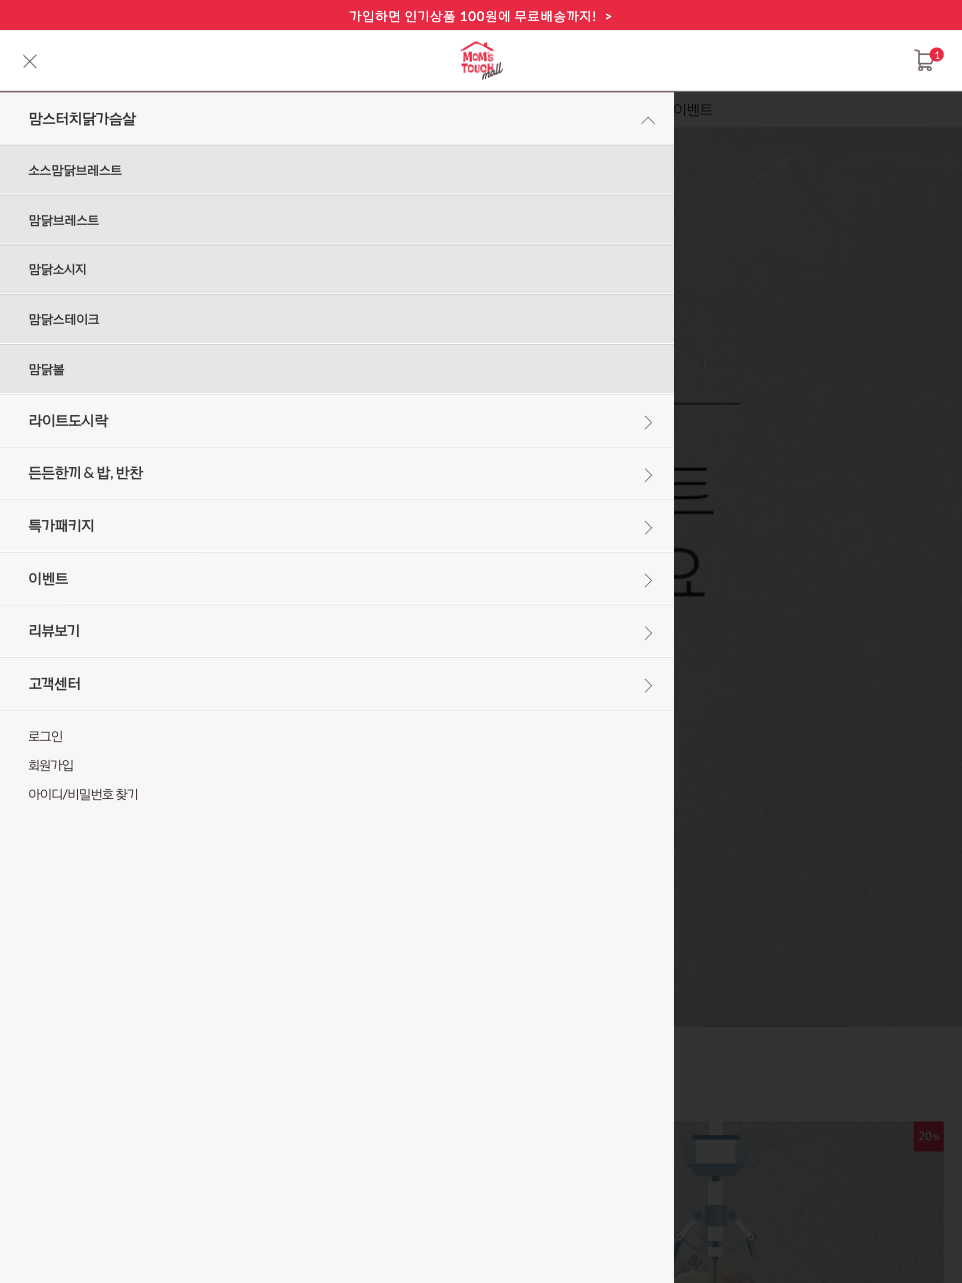 가입하면 인기상품 100원에 무료배송까지! >
MOM'S
TOUCH
mall
1
이벤트
맘스터치닭가슴살
소스맘닭브레스트
맘닭브레스트
맘닭소시지
맘닭스테이크
맘닭볼
라이트도시락
든든한끼 & 밥, 반찬
특가패키지
이벤트
리뷰보기
고객센터
로그인
회원가입
아이디/비밀번호 찾기
트
요
20%